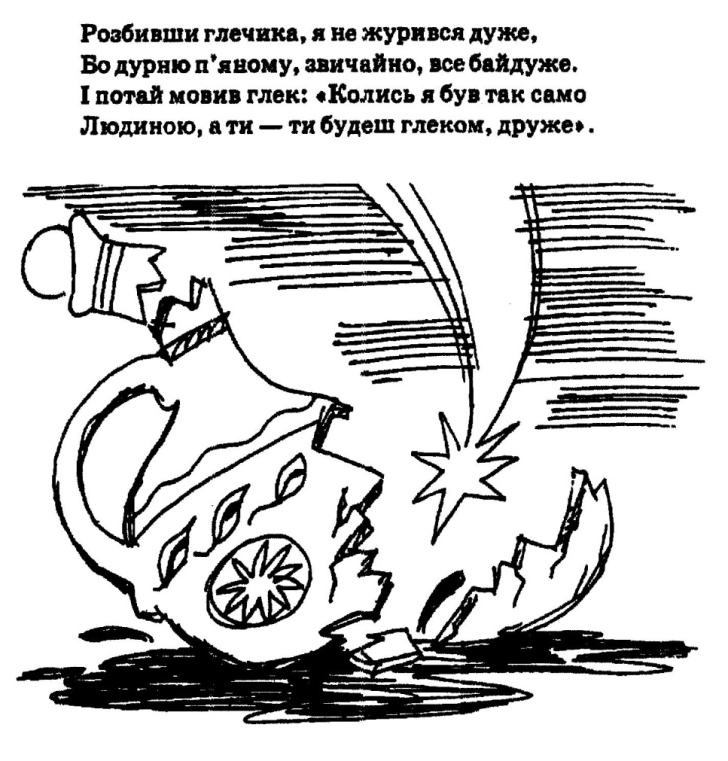 Розбивши глечика, я не журився дуже,
Бо дурню п'яному, звичайно, все байдуже.
І потай мовив глек: «Колись я був так само
Людиною, а ти — ти будеш глеком, друже».